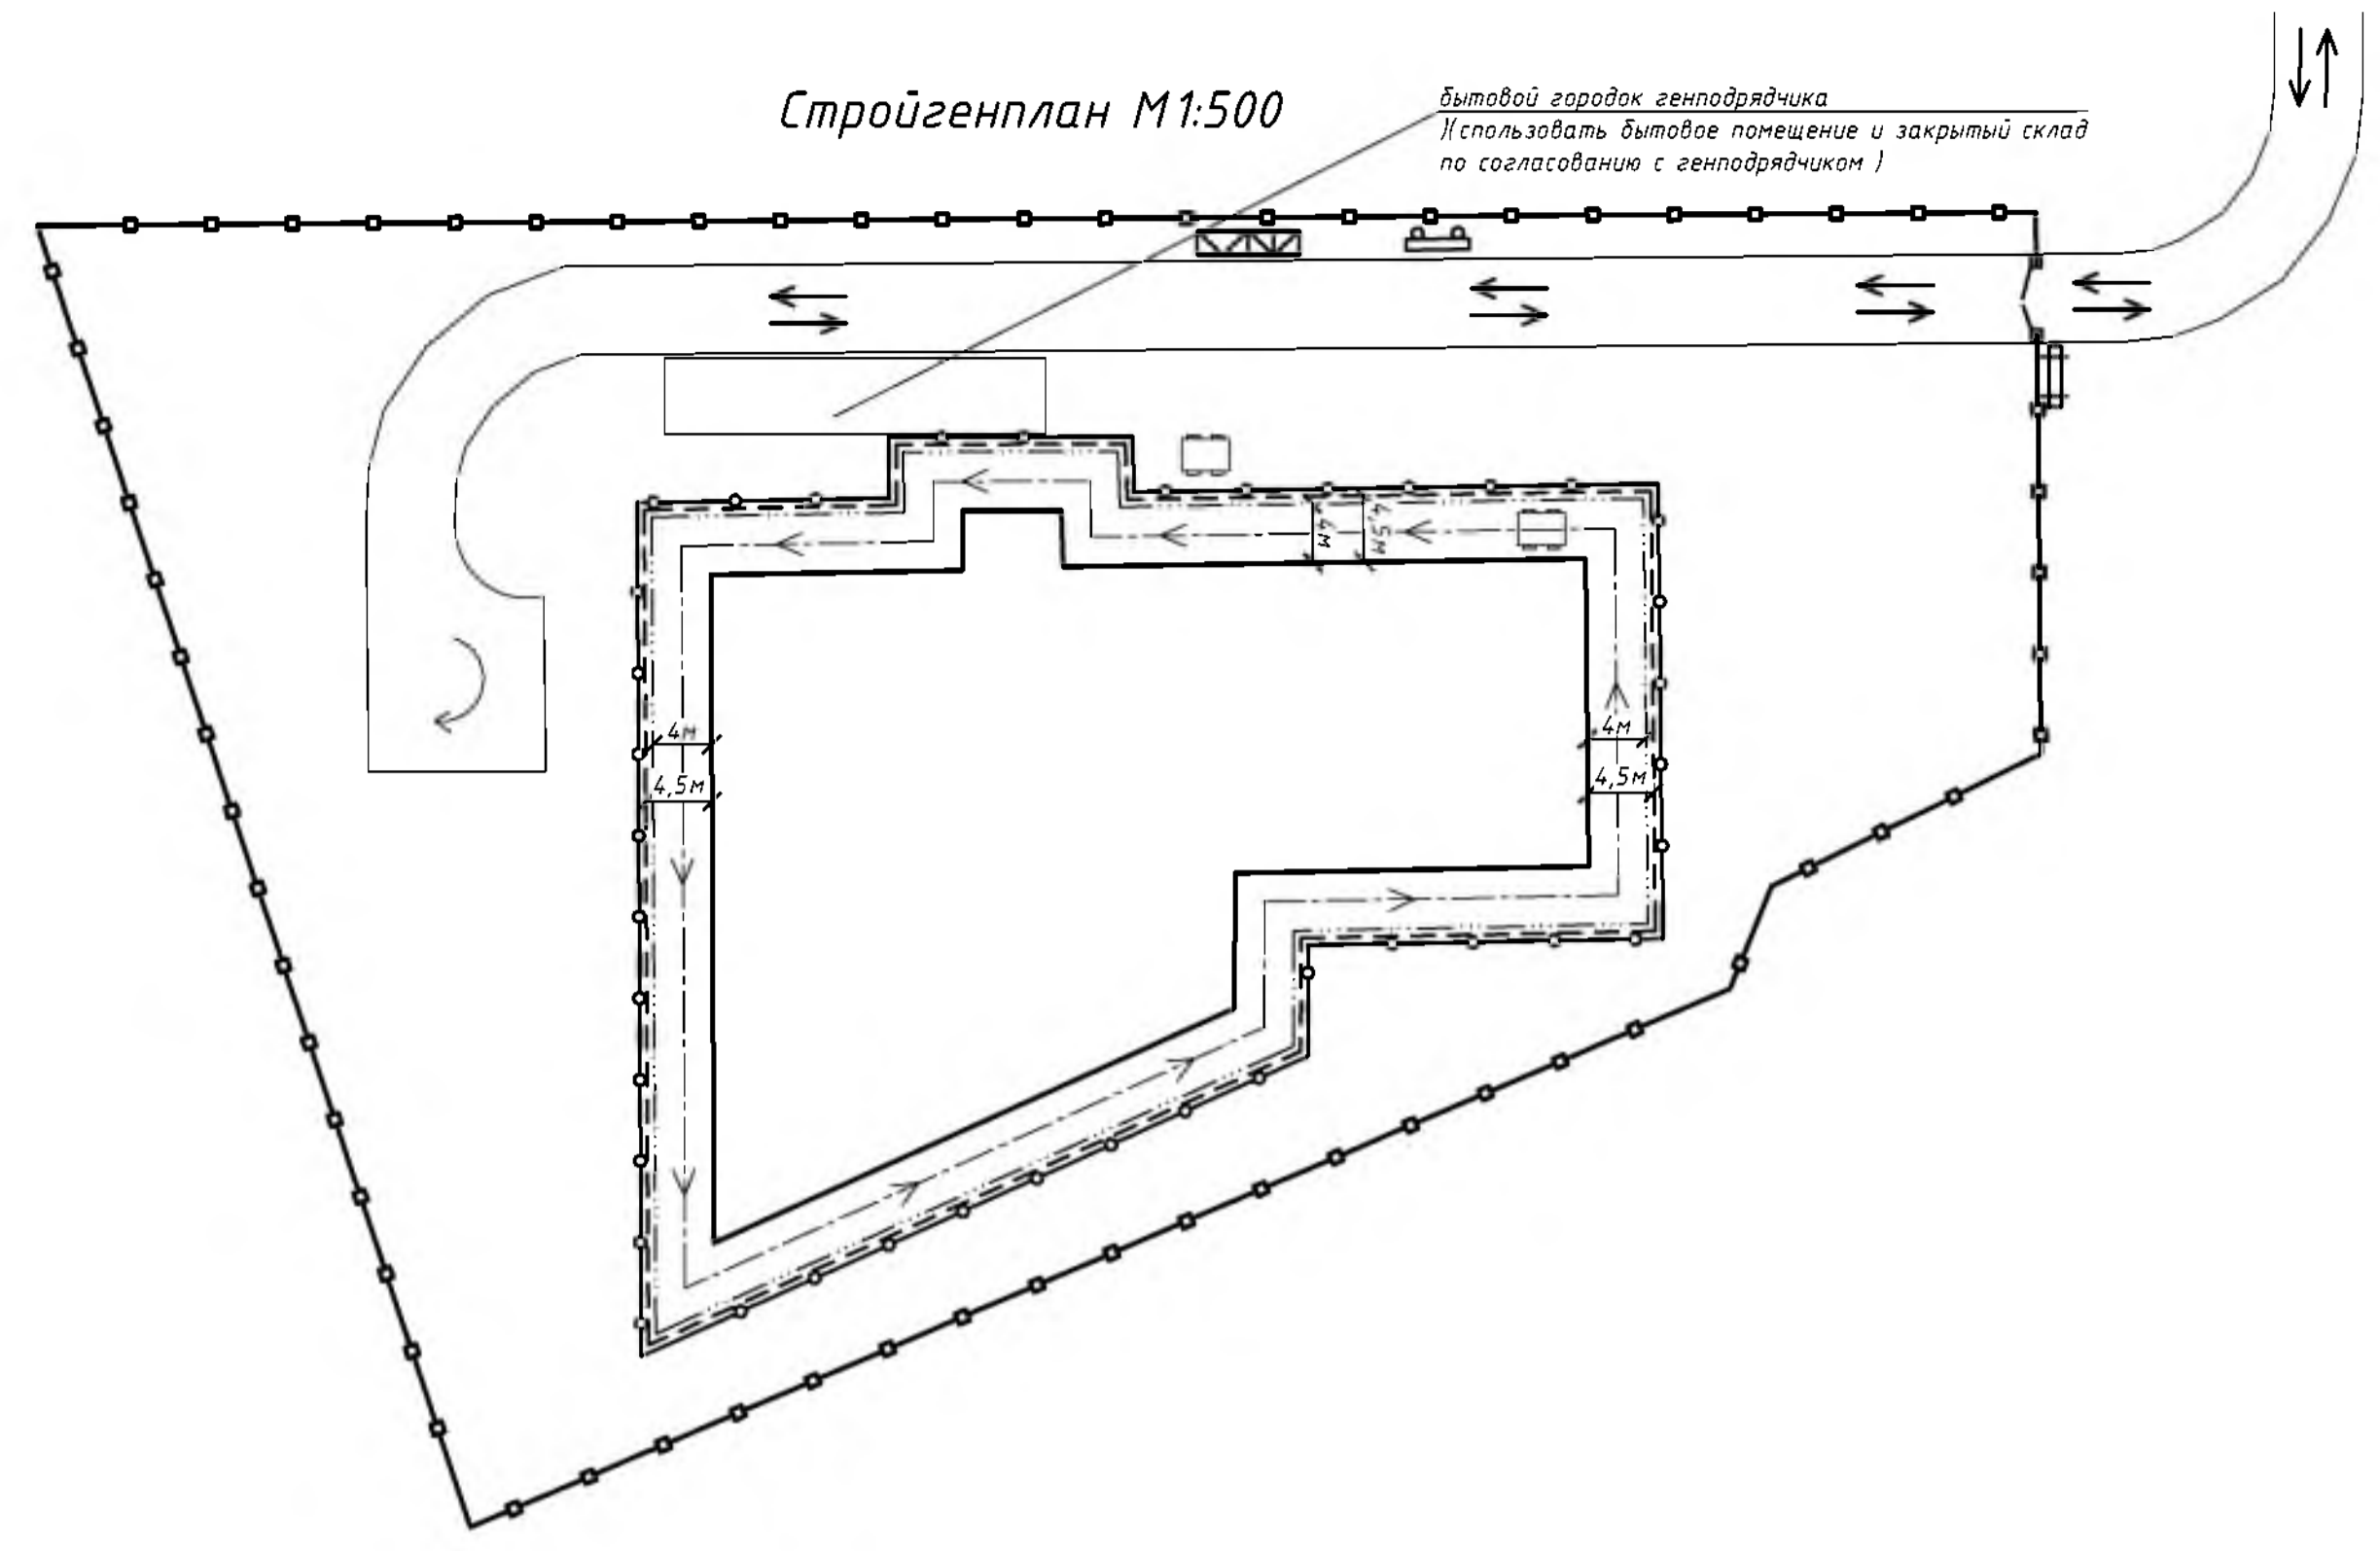 Стройгенплан М1:500
бытовой городок генподрядчика
)(спользовать бытовое помещение и закрытый склад
по согласованию с генподрядчиком )
4м
4,5м
4м
4,5м
4м
4,5м